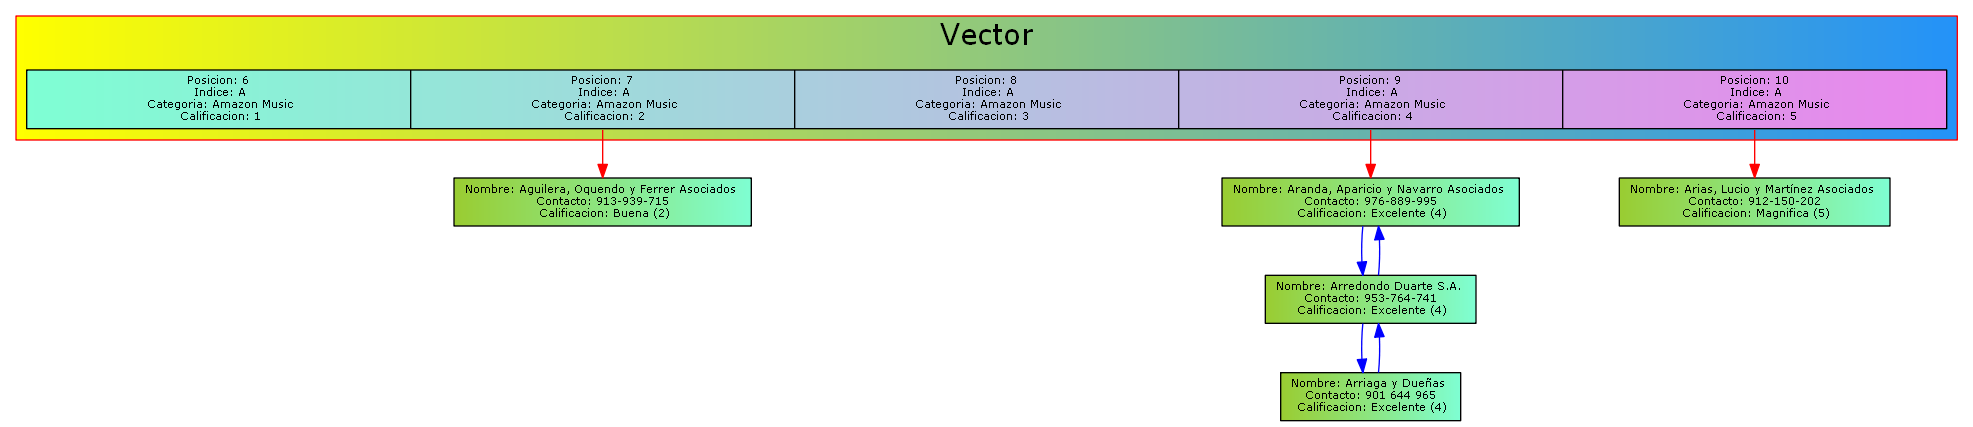 Vector
Posicion: 6
Indice: A
Categoria: Amazon Music
Calificacion: 1
Posicion: 7
Indice: A
Categoria: Amazon Music
Calificacion: 2
Posicion: 8
Indice: A
Categoria: Amazon Music
Calificacion: 3
Posicion: 9
Indice: A
Categoria: Amazon Music
Calificacion: 4
Posicion: 10
Indice: A
Categoria: Amazon Music
Calificacion: 5
Nombre: Aguilera, Oquendo y Ferrer Asociados
Contacto: 913-939-715
Calificacion: Buena (2)
Nombre: Aranda, Aparicio y Navarro Asociados
Contacto: 976-889-995
Calificacion: Excelente (4)
Nombre: Arias, Lucio y Martínez Asociados
Contacto: 912-150-202
Calificacion: Magnifica (5)
Nombre: Arredondo Duarte S.A.
Contacto: 953-764-741
Calificacion: Excelente (4)
Nombre: Arriaga y Dueñas
Contacto: 901 644 965
Calificacion: Excelente (4)